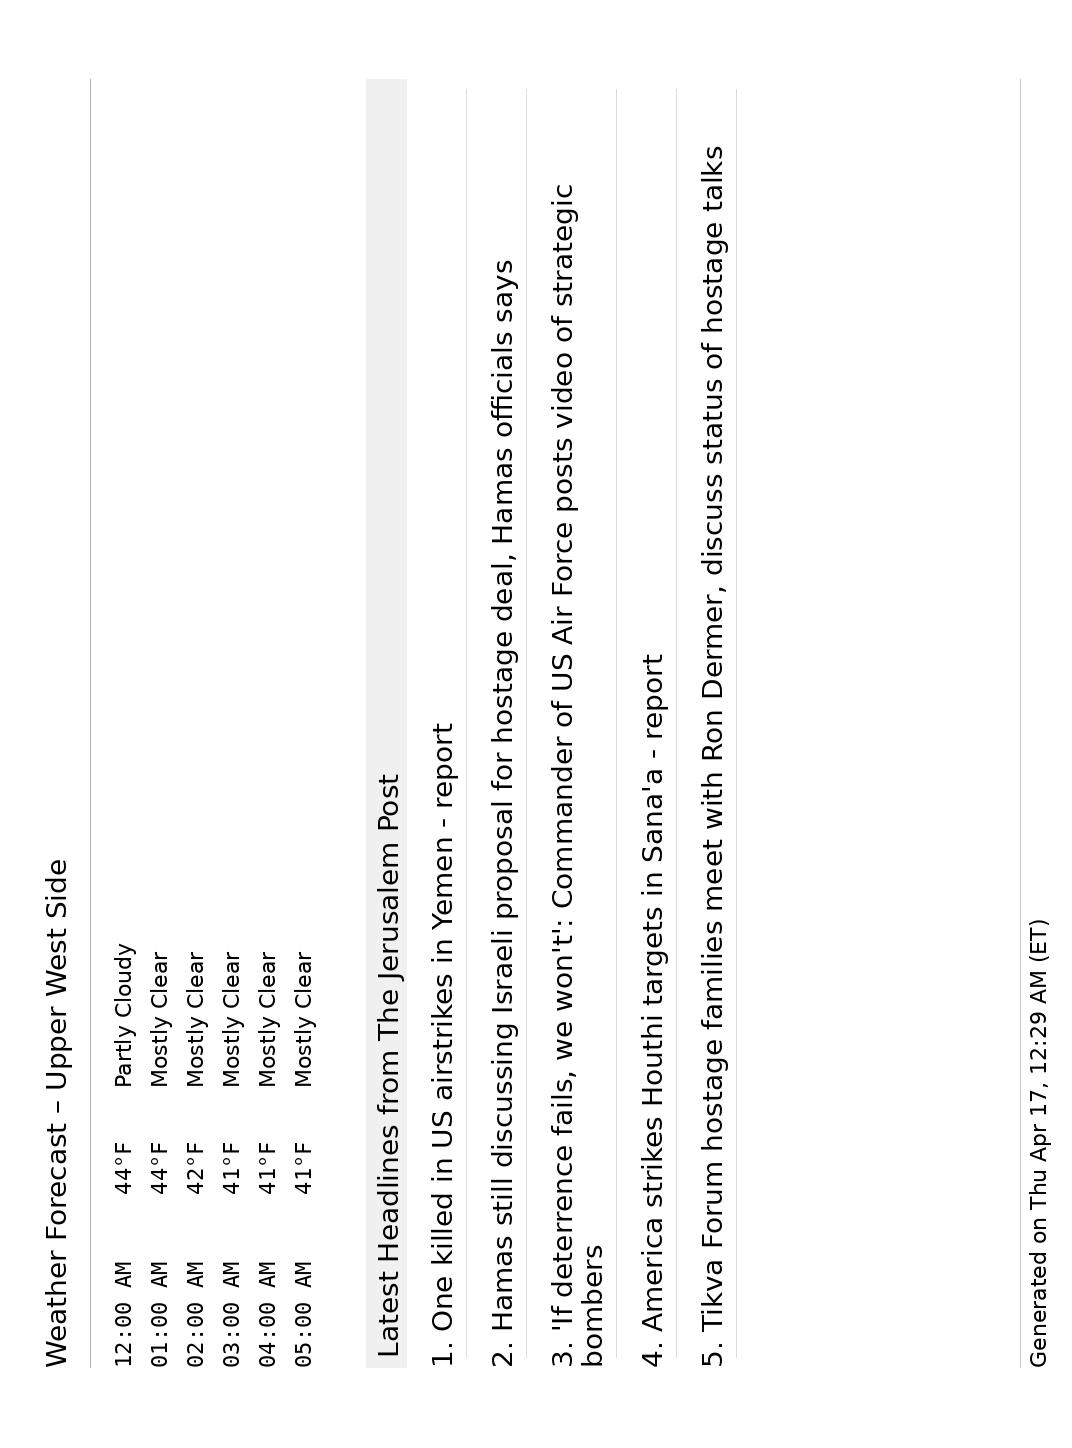 Weather Forecast – Upper West Side
12:00 AM 44°F Partly Cloudy
01:00 AM 44°F Mostly Clear
02:00 AM 42°F Mostly Clear
03:00 AM 41°F Mostly Clear
04:00 AM 41°F Mostly Clear
05:00 AM 41°F Mostly Clear
Latest Headlines from The Jerusalem Post
1. One killed in US airstrikes in Yemen - report
2. Hamas still discussing Israeli proposal for hostage deal, Hamas officials says
3. 'If deterrence fails, we won't': Commander of US Air Force posts video of strategic
bombers
4. America strikes Houthi targets in Sana'a - report
5. Tikva Forum hostage families meet with Ron Dermer, discuss status of hostage talks
Generated on Thu Apr 17, 12:29 AM (ET)